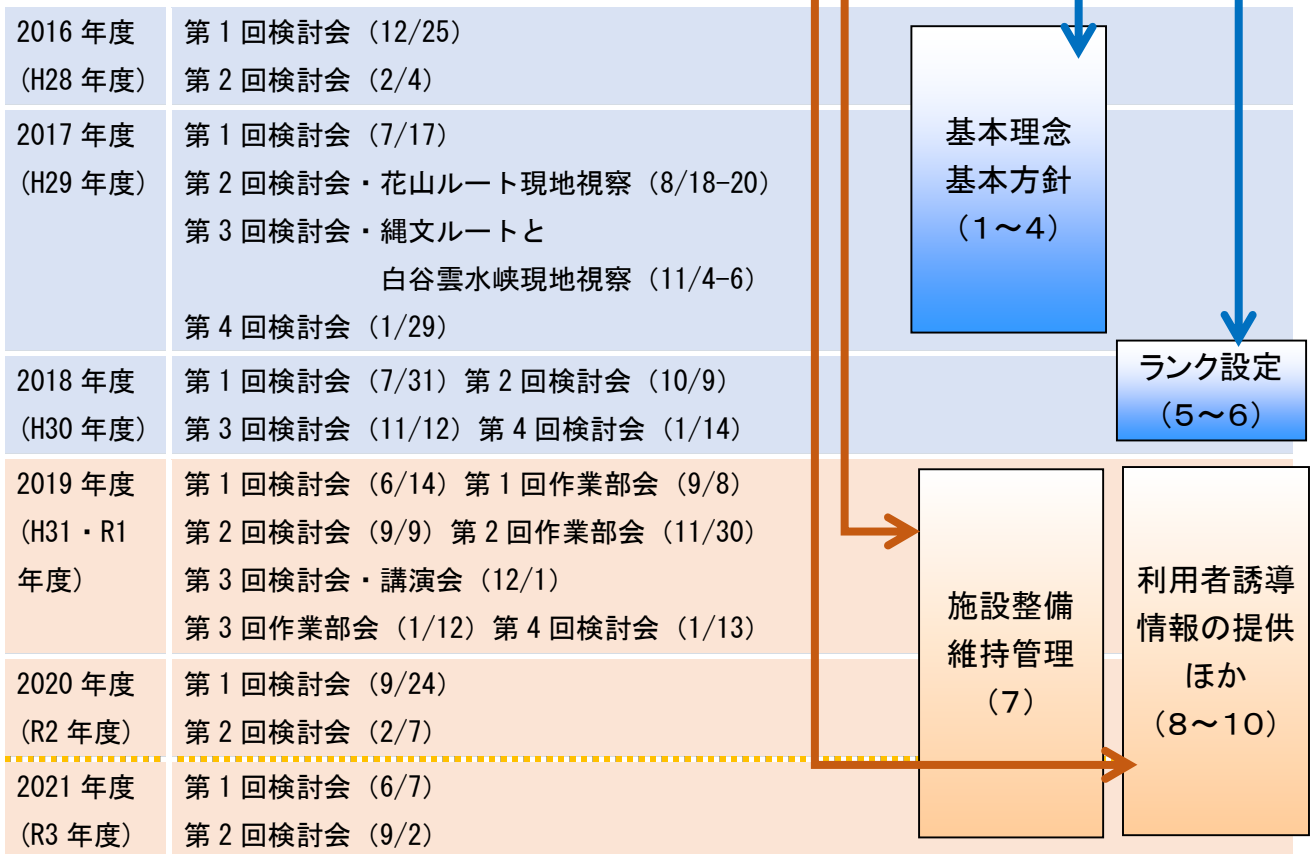 2016 年度
(H28 年度)
第 1 回検討会 (12/25)
第 2 回検討会 (2/4)
2017 年度
(H29 年度)
第 1 回検討会 (7/17)
第 2 回検討会・花山ルート現地視察 (8/18-20)
第 3 回検討会・縄文ルートと
白谷雲水峡現地視察 (11/4-6)
第 4 回検討会 (1/29)
基本理念
基本方針
(1~4)
2018 年度
(H30 年度)
第 1 回検討会 (7/31) 第 2 回検討会 (10/9)
第 3 回検討会 (11/12) 第 4 回検討会 (1/14)
ランク設定
(5~6)
2019 年度
(H31・R1
年度)
第 1 回検討会 (6/14) 第 1 回作業部会 (9/8)
第 2 回検討会 (9/9) 第 2 回作業部会 (11/30)
第 3 回検討会・講演会 (12/1)
第 3 回作業部会 (1/12) 第 4 回検討会 (1/13)
2020 年度
(R2 年度)
第 1 回検討会 (9/24)
第 2 回検討会 (2/7)
2021 年度
(R3 年度)
第 1 回検討会 (6/7)
第 2 回検討会 (9/2)
施設整備
維持管理
(7)
利用者誘導
情報の提供
ほか
(8~10)